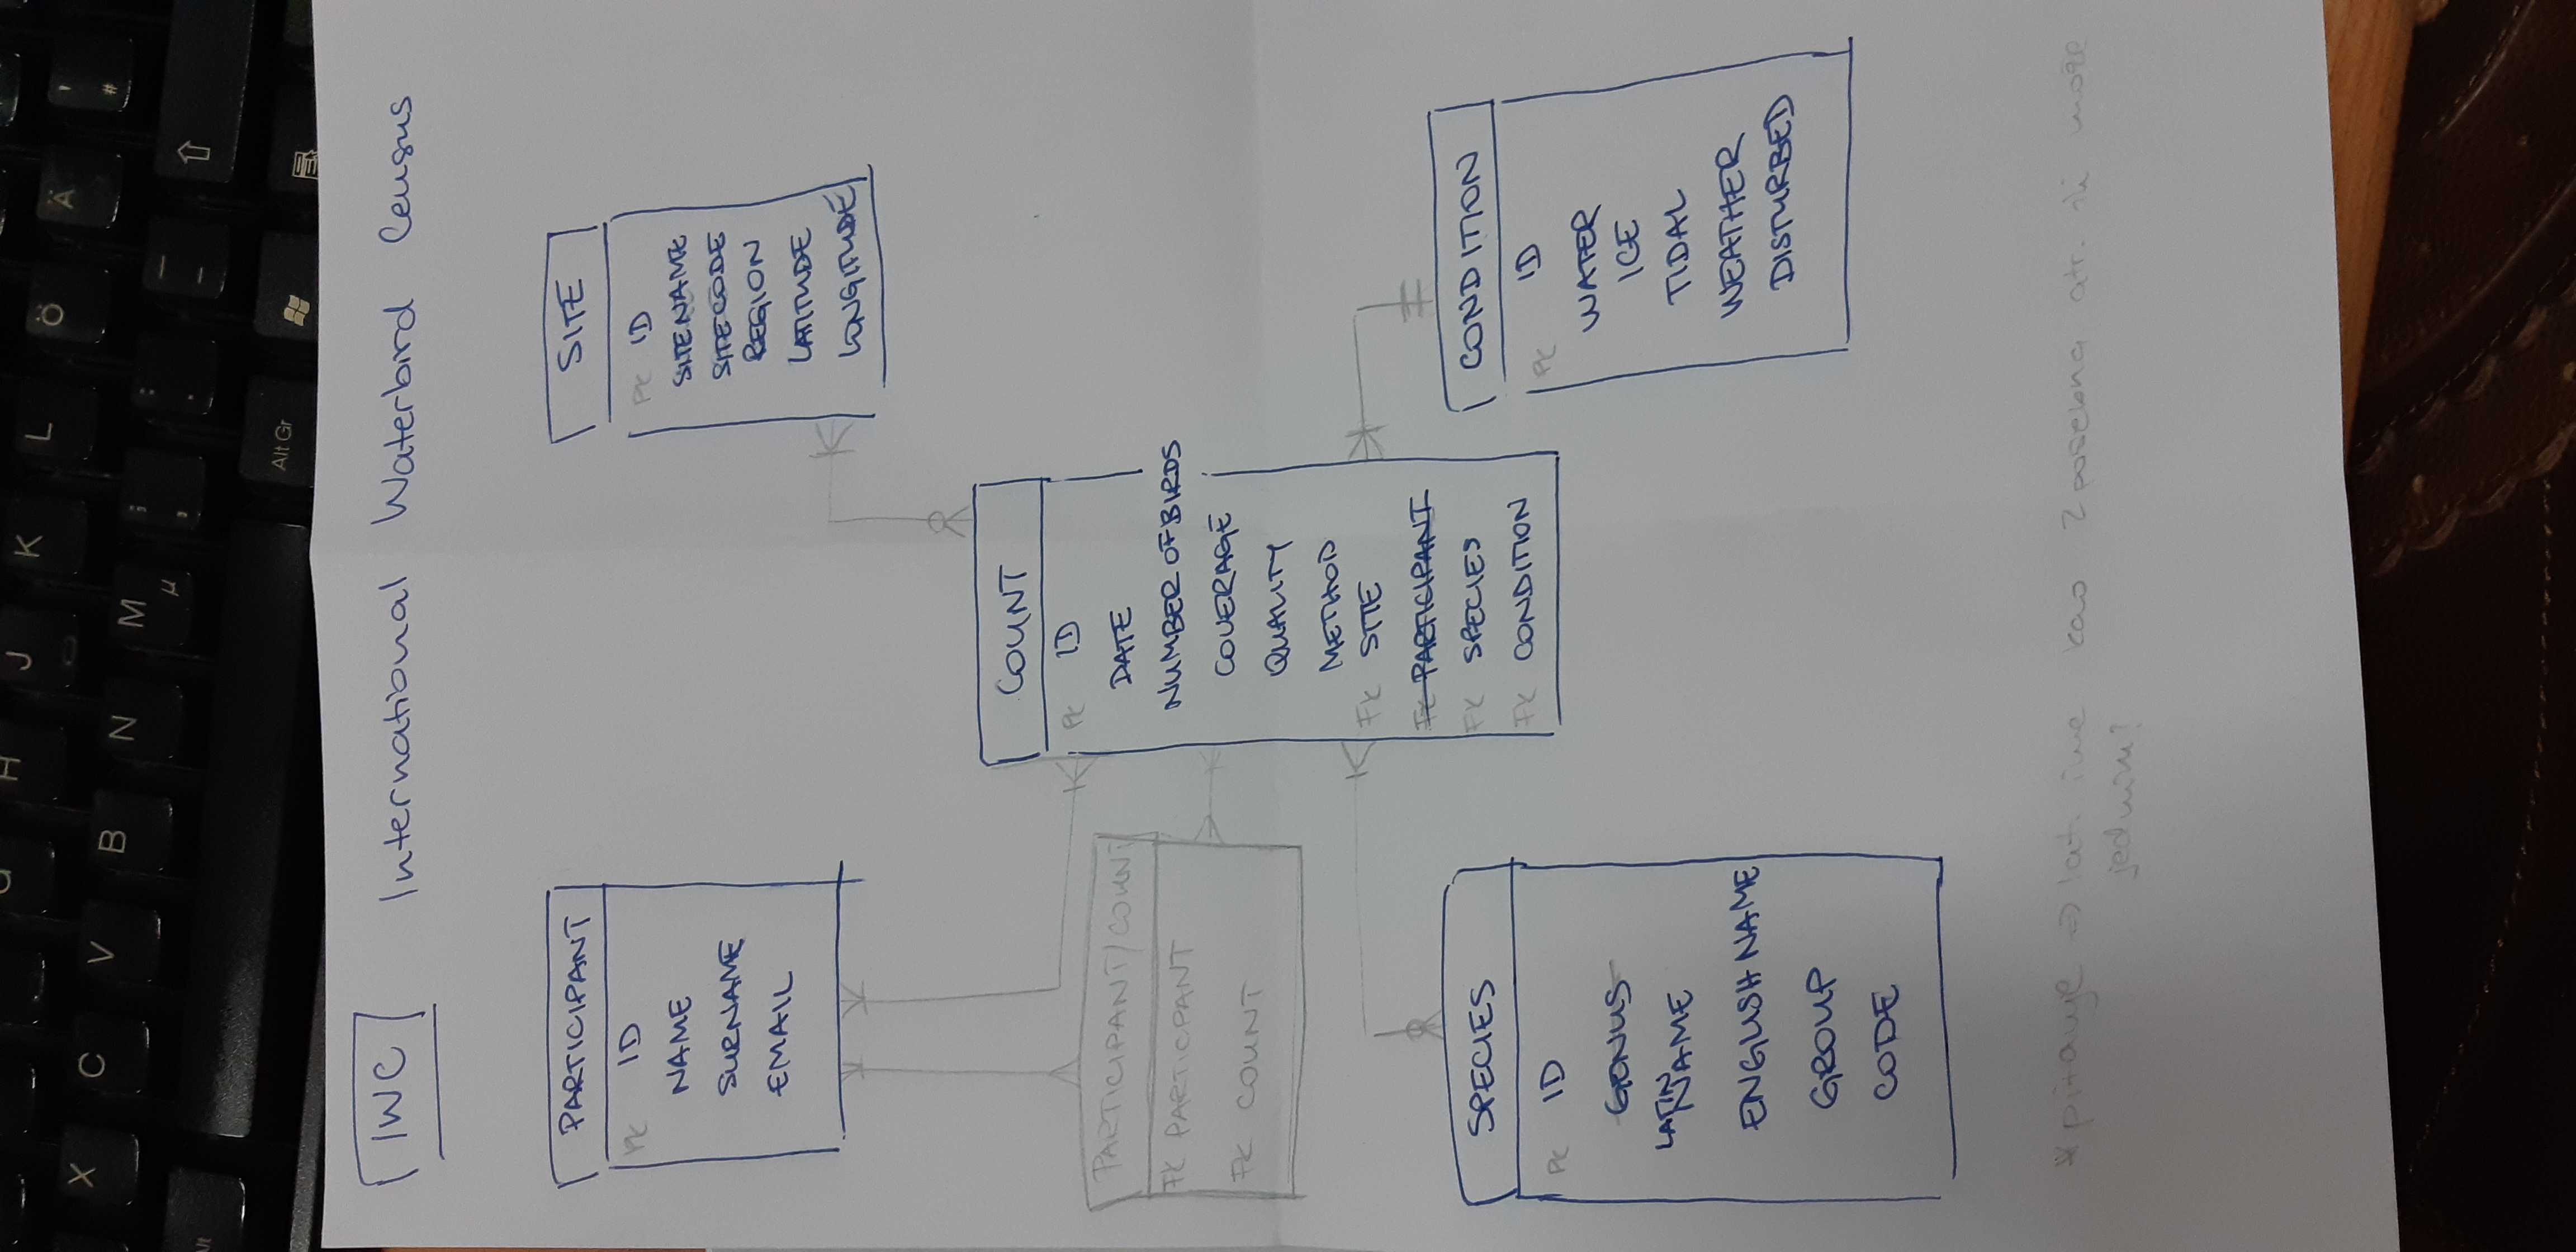 G H J K L Ö Ä ' #
X C V B N M µ ; , : . _ -
Alt
Alt Gr
IWC International Waterbird Census
PARTICIPANT
PK ID
NAME
SURNAME
EMAIL
SITE
PK ID
SITENAME
SITECODE
REGION
LATITUDE
LONGITUDE
COUNT
PK ID
DATE
NUMBER OF BIRDS
COVERAGE
QUALITY
METHOD
FK SITE
FK PARTICIPANT
FK SPECIES
FK CONDITION
PARTICIPANT/COUNT
FK PARTICPANT
FK COUNT
SPECIES
PK ID
GENUS
LATIN NAME
ENGLISH NAME
GROUP
CODE
CONDITION
PK ID
WATER
ICE
TIDAL
WEATHER
DISTURBED
* pitanje => lat. ime kao 2 posebna atr. ili može
jednim?